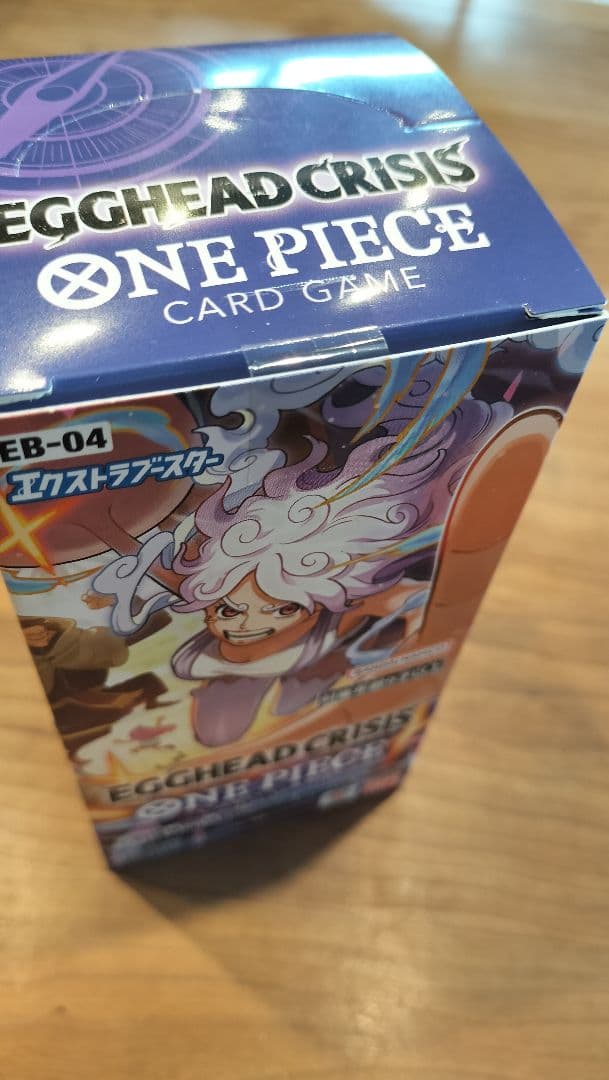 EGGHEAD CRISIS
ONE PIECE
CARD GAME
EB-04
エクストラブースター
EGGHEAD CRISIS
ONE PIECE